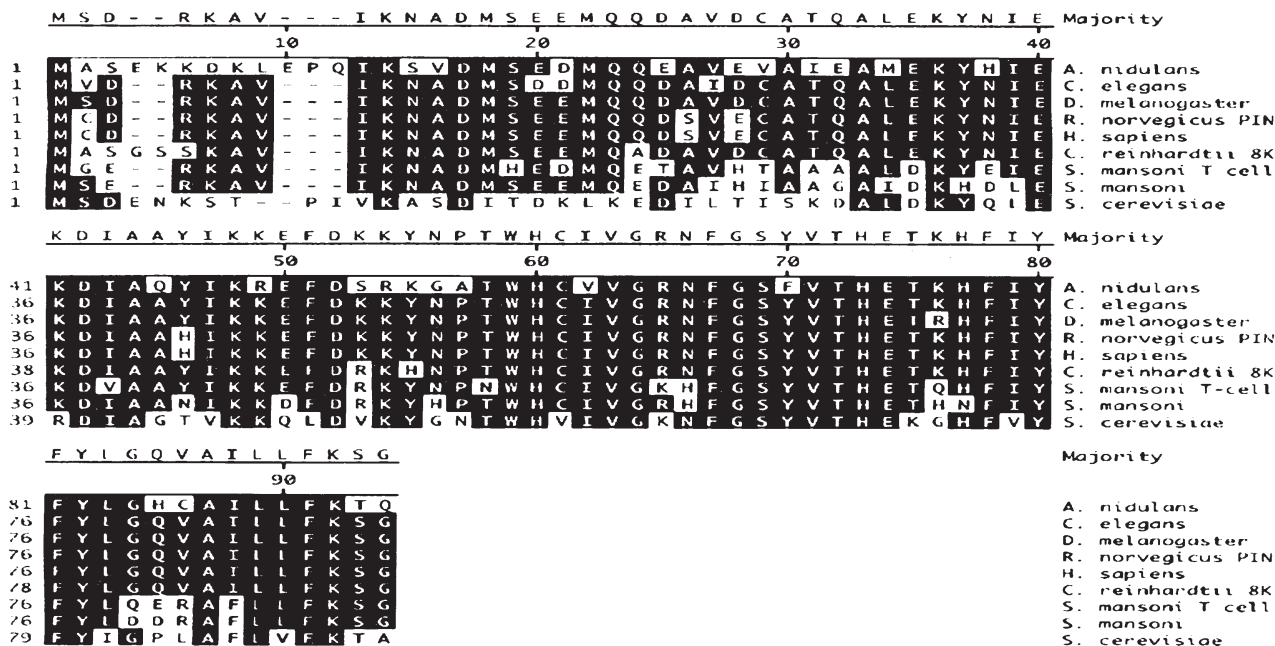 M S D - - R K A V - - - I K N A D M S E E M Q Q D A V D C A T Q A L E K Y N I E Majority
10 20 30 40
1 M A S E K K D K L E P Q I K S V D M S E D M Q Q E A V E V A I E A M E K Y H I E A. nidulans
1 M V D - - R K A V - - - I K N A D M S D D M Q Q D A I D C A T Q A L E K Y N I E C. elegans
1 M S D - - R K A V - - - I K N A D M S E E M Q Q D A V D C A T Q A L E K Y N I E D. melanogaster
1 M C D - - R K A V - - - I K N A D M S E E M Q Q D S V E C A T Q A L E K Y N I E R. norvegicus PIN
1 M C D - - R K A V - - - I K N A D M S E E M Q Q D S V E C A T Q A L E K Y N I E H. sapiens
1 M A S G S S K A V - - - I K N A D M S E E M Q A D A V D C A T Q A L E K Y N I E C. reinhardtii 8K
1 M G E - - R K A V - - - I K N A D M H E D M Q E T A V H T A A A A L D K Y E I E S. mansoni T cell
1 M S E - - R K A V - - - I K N A D M S E E M Q E D A I H I A A G A I D K H D L E S. mansoni
1 M S D E N K S T - - P I V K A S D I T D K L K E D I L T I S K D A L D K Y Q L E S. cerevisiae
K D I A A Y I K K E F D K K Y N P T W H C I V G R N F G S Y V T H E T K H F I Y Majority
50 60 70 80
41 K D I A Q Y I K R E F D S R K G A T W H C V V G R N F G S F V T H E T K H F I Y A. nidulans
36 K D I A A Y I K K E F D K K Y N P T W H C I V G R N F G S Y V T H E T K H F I Y C. elegans
36 K D I A A Y I K K E F D K K Y N P T W H C I V G R N F G S Y V T H E T R H F I Y D. melanogaster
36 K D I A A H I K K E F D K K Y N P T W H C I V G R N F G S Y V T H E T K H F I Y R. norvegicus PIN
36 K D I A A H I K K E F D K K Y N P T W H C I V G R N F G S Y V T H E T K H F I Y H. sapiens
38 K D I A A Y I K K E F D R K H N P T W H C I V G R N F G S Y V T H E T K H F I Y C. reinhardtii 8K
36 K D V A A Y I K K E F D R K Y N P N W H C I V G K H F G S Y V T H E T Q H F I Y S. mansoni T-cell
36 K D I A A N I K K D F D R K Y H P T W H C I V G R H F G S Y V T H E T H N F I Y S. mansoni
39 R D I A G T V K K Q L D V K Y G N T W H V I V G K N F G S Y V T H E K G H F V Y S. cerevisiae
F Y L G Q V A I L L F K S G Majority
90
81 F Y L G H C A I L L F K T Q A. nidulans
76 F Y L G Q V A I L L F K S G C. elegans
76 F Y L G Q V A I L L F K S G D. melanogaster
76 F Y L G Q V A I L L F K S G R. norvegicus PIN
76 F Y L G Q V A I L L F K S G H. sapiens
78 F Y L G Q V A I L L F K S G C. reinhardtii 8K
76 F Y L Q E R A F L L F K S G S. mansoni T cell
76 F Y L D D R A F L L F K S G S. mansoni
79 F Y I G P L A F L V F K T A S. cerevisiae